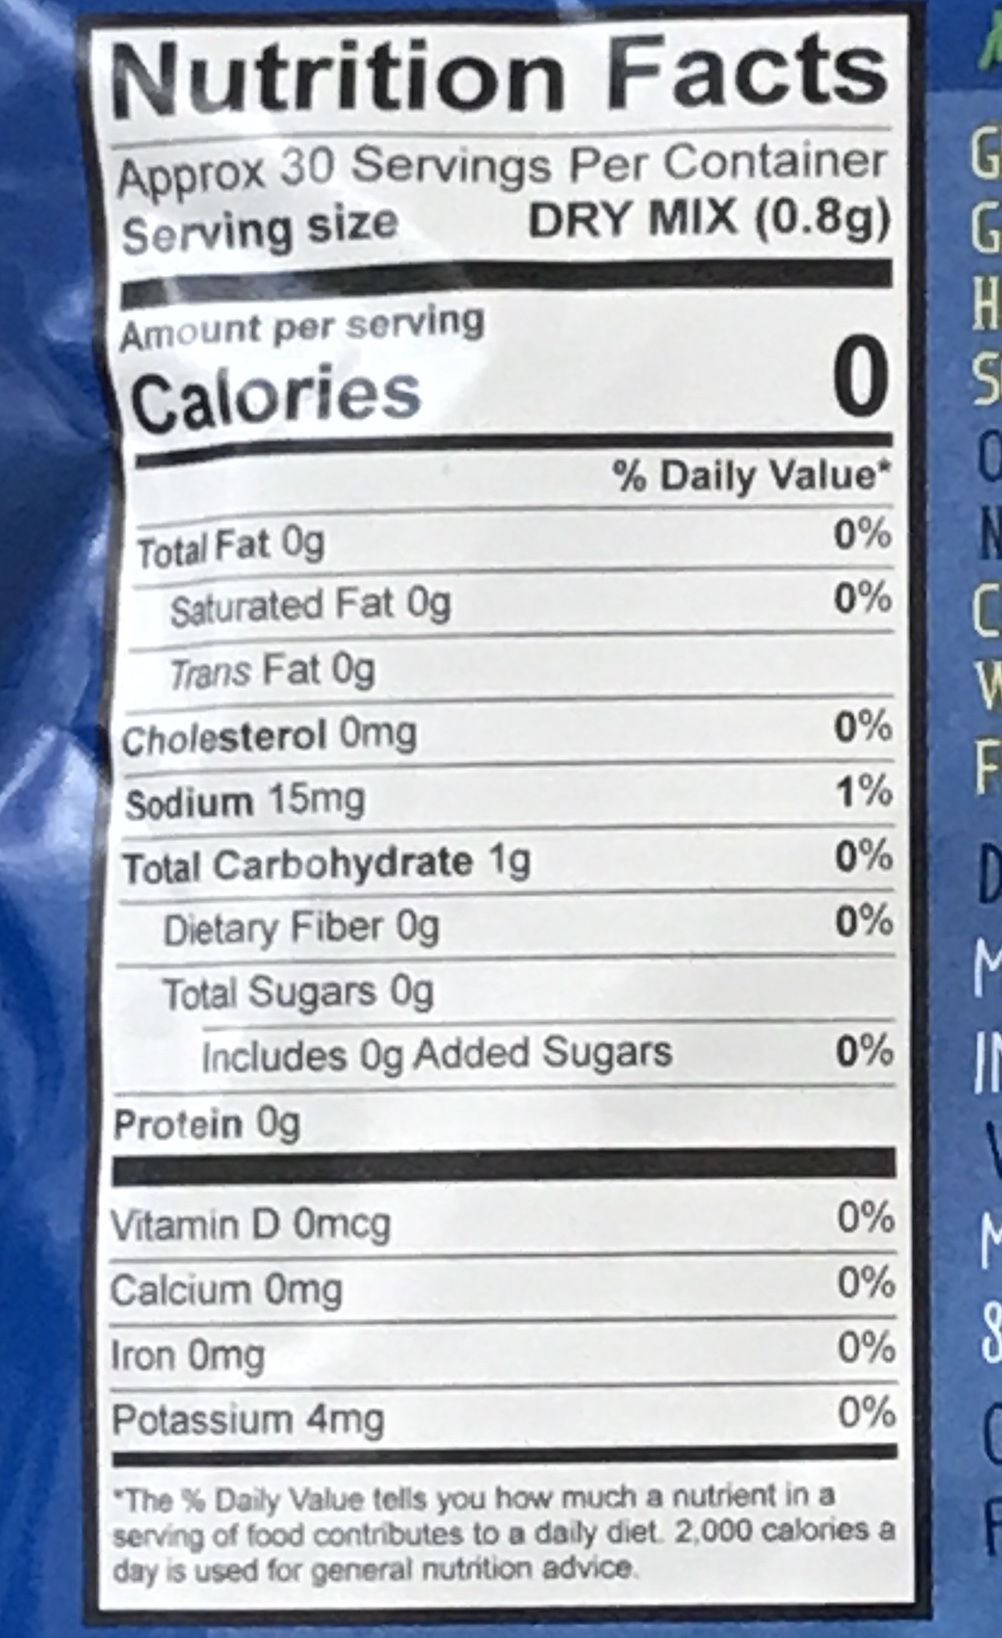 Nutrition Facts
Approx 30 Servings Per Container
Serving size DRY MIX (0.8g)
Amount per serving
Calories 0
% Daily Value*
Total Fat 0g 0%
Saturated Fat 0g 0%
Trans Fat 0g
Cholesterol 0mg 0%
Sodium 15mg 1%
Total Carbohydrate 1g 0%
Dietary Fiber 0g 0%
Total Sugars 0g
Includes 0g Added Sugars 0%
Protein 0g
Vitamin D 0mcg 0%
Calcium 0mg 0%
Iron 0mg 0%
Potassium 4mg 0%
*The % Daily Value tells you how much a nutrient in a
serving of food contributes to a daily diet. 2,000 calories a
day is used for general nutrition advice.